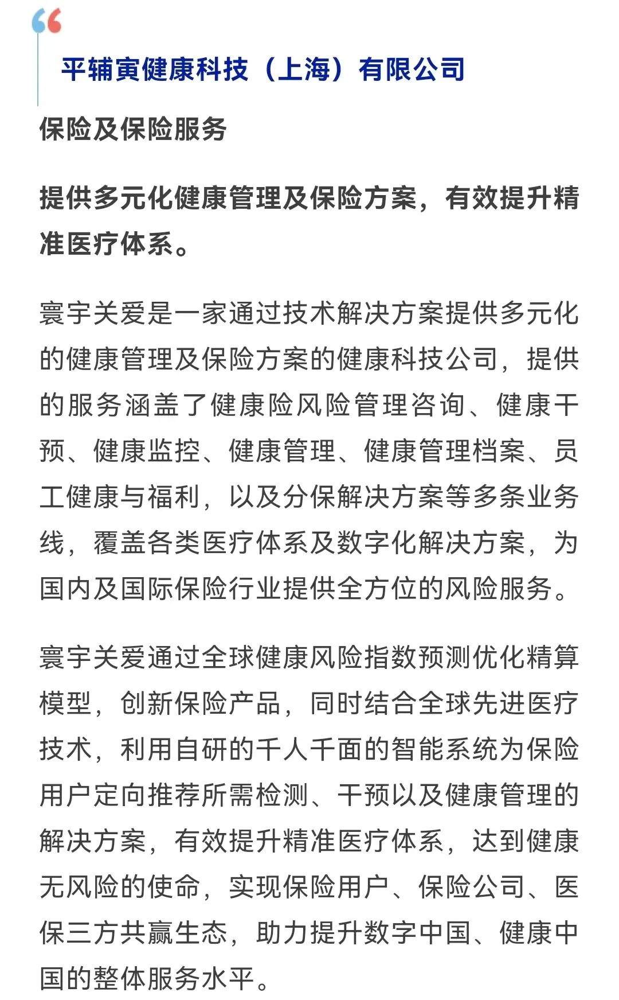 平辅寅健康科技（上海）有限公司
保险及保险服务
提供多元化健康管理及保险方案，有效提升精
准医疗体系。
寰宇关爱是一家通过技术解决方案提供多元化
的健康管理及保险方案的健康科技公司，提供
的服务涵盖了健康险风险管理咨询、健康干
预、健康监控、健康管理、健康管理档案、员
工健康与福利，以及分保解决方案等多条业务
线，覆盖各类医疗体系及数字化解决方案，为
国内及国际保险行业提供全方位的风险服务。
寰宇关爱通过全球健康风险指数预测优化精算
模型，创新保险产品，同时结合全球先进医疗
技术，利用自研的千人千面的智能系统为保险
用户定向推荐所需检测、干预以及健康管理的
解决方案，有效提升精准医疗体系，达到健康
无风险的使命，实现保险用户、保险公司、医
保三方共赢生态，助力提升数字中国、健康中
国的整体服务水平。